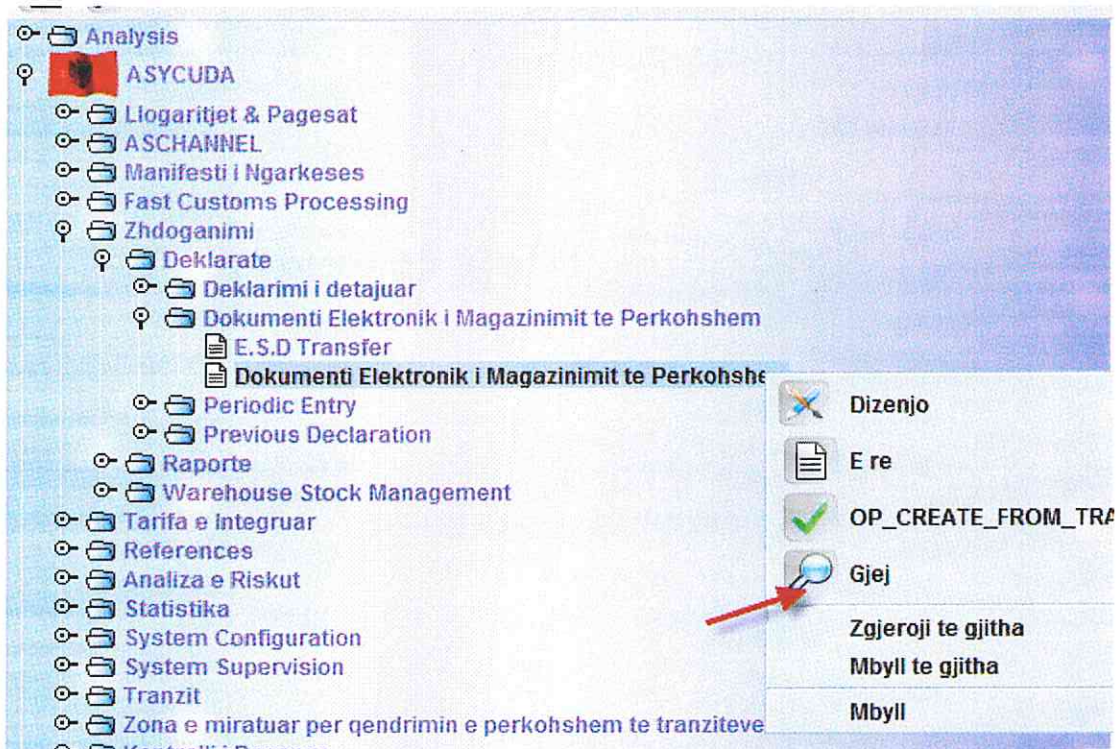 Analysis
ASYCUDA
Llogaritjet & Pagesat
ASCHANNEL
Manifesti i Ngarkeses
Fast Customs Processing
Zhdoganimi
Deklarate
Deklarimi i detajuar
Dokumenti Elektronik i Magazinimit te Perkohshem
E.S.D Transfer
Dokumenti Elektronik i Magazinimit te Perkohshe
Periodic Entry
Previous Declaration
Raporte
Warehouse Stock Management
Tarifa e Integruar
References
Analiza e Riskut
Statistika
System Configuration
System Supervision
Tranzit
Zona e miratuar per qendrimin e perkohshem te tranziteve
Dizenjo
E re
OP_CREATE_FROM_TRA
Gjej
Zgjeroji te gjitha
Mbyll te gjitha
Mbyll